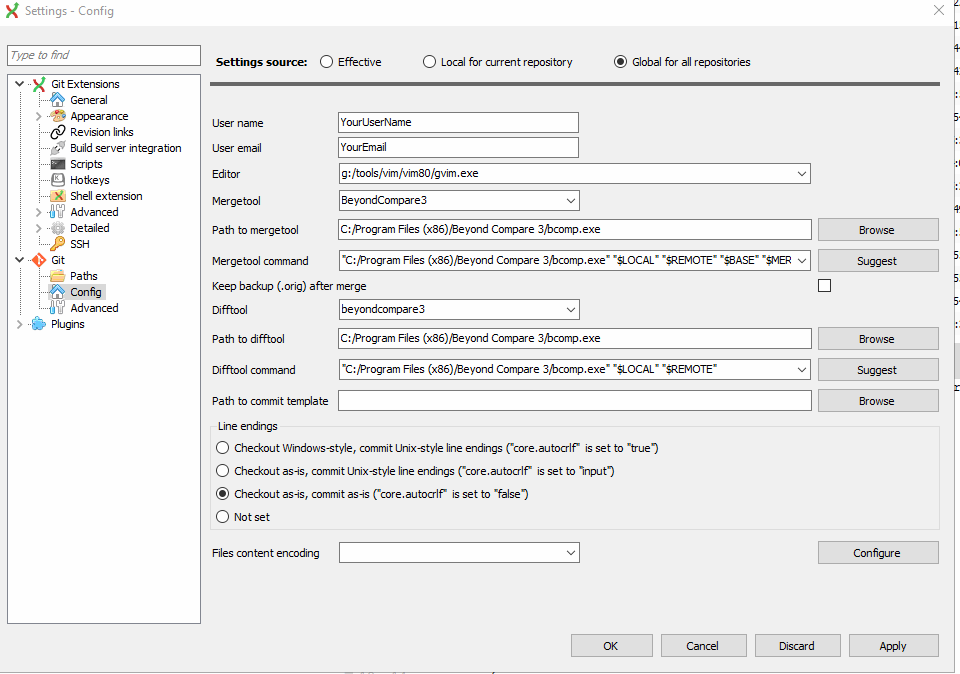 Settings - Config
Type to find
Settings source: Effective Local for current repository Global for all repositories
Git Extensions
General
Appearance
Revision links
Build server integration
Scripts
Hotkeys
Shell extension
Advanced
Detailed
SSH
Git
Paths
Config
Advanced
Plugins
User name YourUserName
User email YourEmail
Editor g:/tools/vim/vim80/gvim.exe
Mergetool BeyondCompare3
Path to mergetool C:/Program Files (x86)/Beyond Compare 3/bcomp.exe Browse
Mergetool command "C:/Program Files (x86)/Beyond Compare 3/bcomp.exe" "$LOCAL" "$REMOTE" "$BASE" "$MER Suggest
Keep backup (.orig) after merge
Difftool beyondcompare3
Path to difftool C:/Program Files (x86)/Beyond Compare 3/bcomp.exe Browse
Difftool command "C:/Program Files (x86)/Beyond Compare 3/bcomp.exe" "$LOCAL" "$REMOTE" Suggest
Path to commit template Browse
Line endings
Checkout Windows-style, commit Unix-style line endings ("core.autocrlf" is set to "true")
Checkout as-is, commit Unix-style line endings ("core.autocrlf" is set to "input")
Checkout as-is, commit as-is ("core.autocrlf" is set to "false")
Not set
Files content encoding Configure
OK Cancel Discard Apply